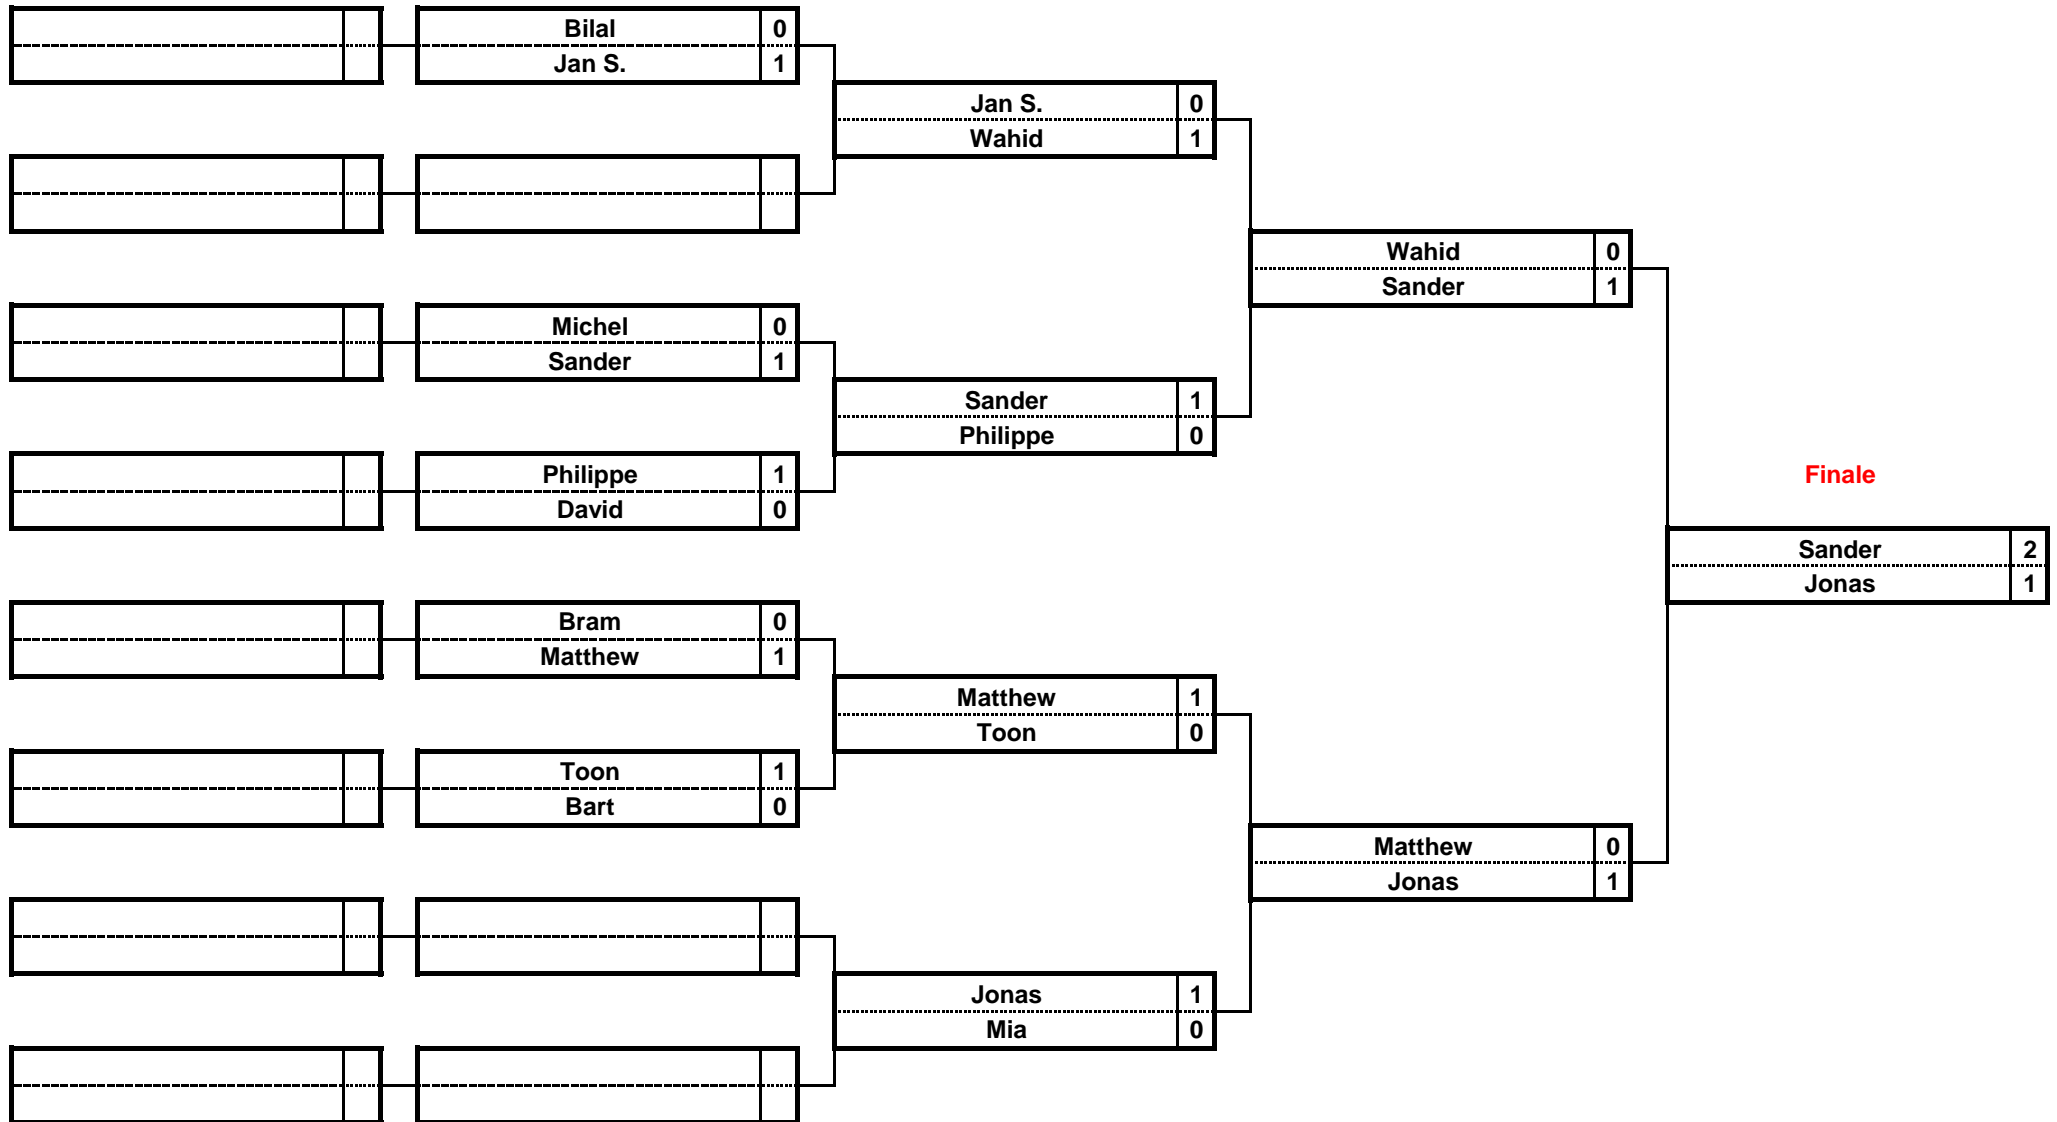 Bilal 0
Jan S. 1
Jan S. 0
Wahid 1
Wahid 0
Sander 1
Michel 0
Sander 1
Sander 1
Philippe 0
Philippe 1
David 0
Finale
Sander 2
Jonas 1
Bram 0
Matthew 1
Matthew 1
Toon 0
Toon 1
Bart 0
Matthew 0
Jonas 1
Jonas 1
Mia 0